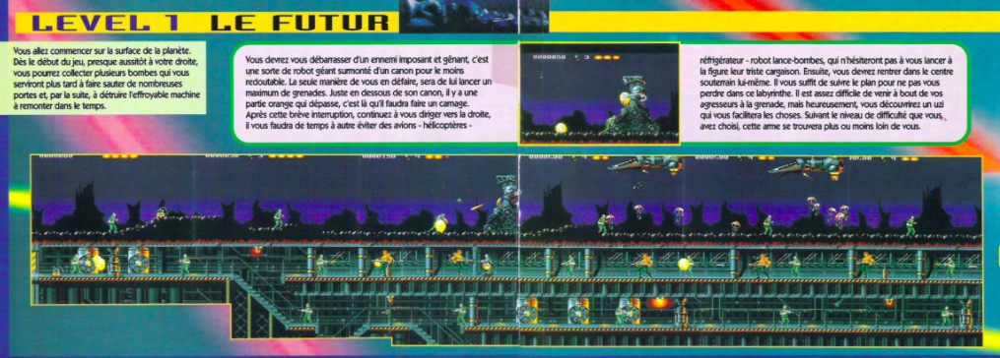 LEVEL 1 LE FUTUR
Vous allez commencer sur la surface de la planète.
Dès le début du jeu, presque aussitôt à votre droite,
vous pourrez collecter plusieurs bombes qui vous
serviront plus tard à faire sauter de nombreuses
portes et, par la suite, à détruire l'effroyable machine
à remonter dans le temps.
Vous devrez vous débarrasser d'un ennemi imposant et gênant, c'est
une sorte de robot géant surmonté d'un canon pour le moins
redoutable. La seule manière de vous en défaire, sera de lui lancer un
maximum de grenades. Juste en dessous de son canon, il y a une
partie orange qui dépasse, c'est là qu'il faudra faire un carnage.
Après cette brève interruption, continuez à vous diriger vers la droite,
il vous faudra de temps à autre éviter des avions - hélicoptères -
réfrigérateur - robot lance-bombes, qui n'hésiteront pas à vous lancer à
la figure leur triste cargaison. Ensuite, vous devrez rentrer dans le centre
souterrain lui-même. Il vous suffit de suivre le plan pour ne pas vous
perdre dans ce labyrinthe. Il est assez difficile de venir à bout de vos
agresseurs à la grenade, mais heureusement, vous découvrirez un uzi
qui vous facilitera les choses. Suivant le niveau de difficulté que vous
avez choisi, cette arme se trouvera plus ou moins loin de vous.